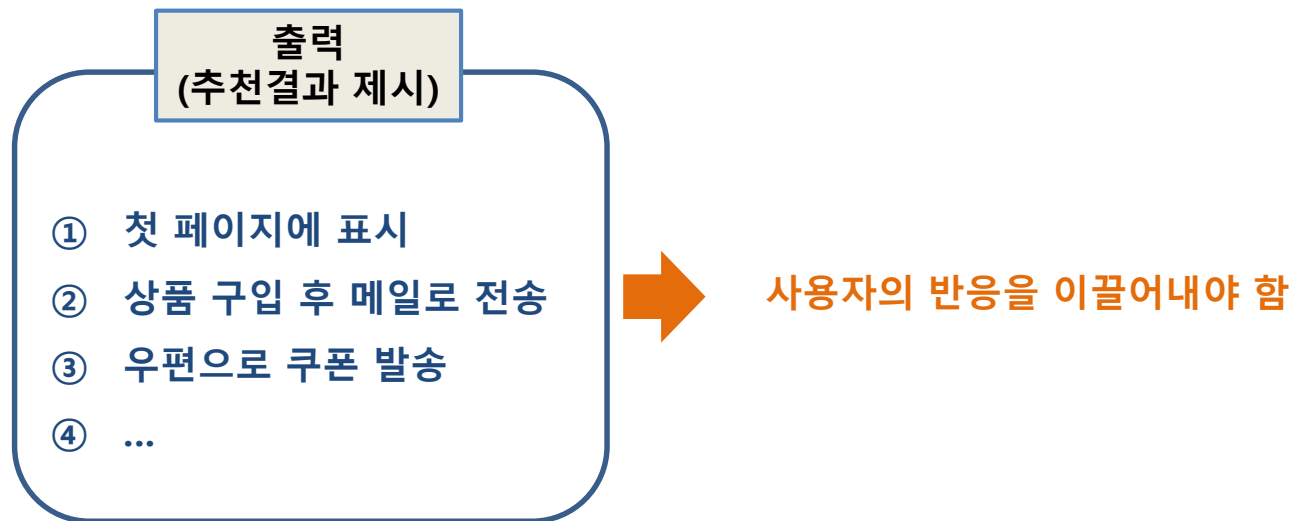 출력
(추천결과 제시)
① 첫 페이지에 표시
② 상품 구입 후 메일로 전송
③ 우편으로 쿠폰 발송
④ ...
사용자의 반응을 이끌어내야 함